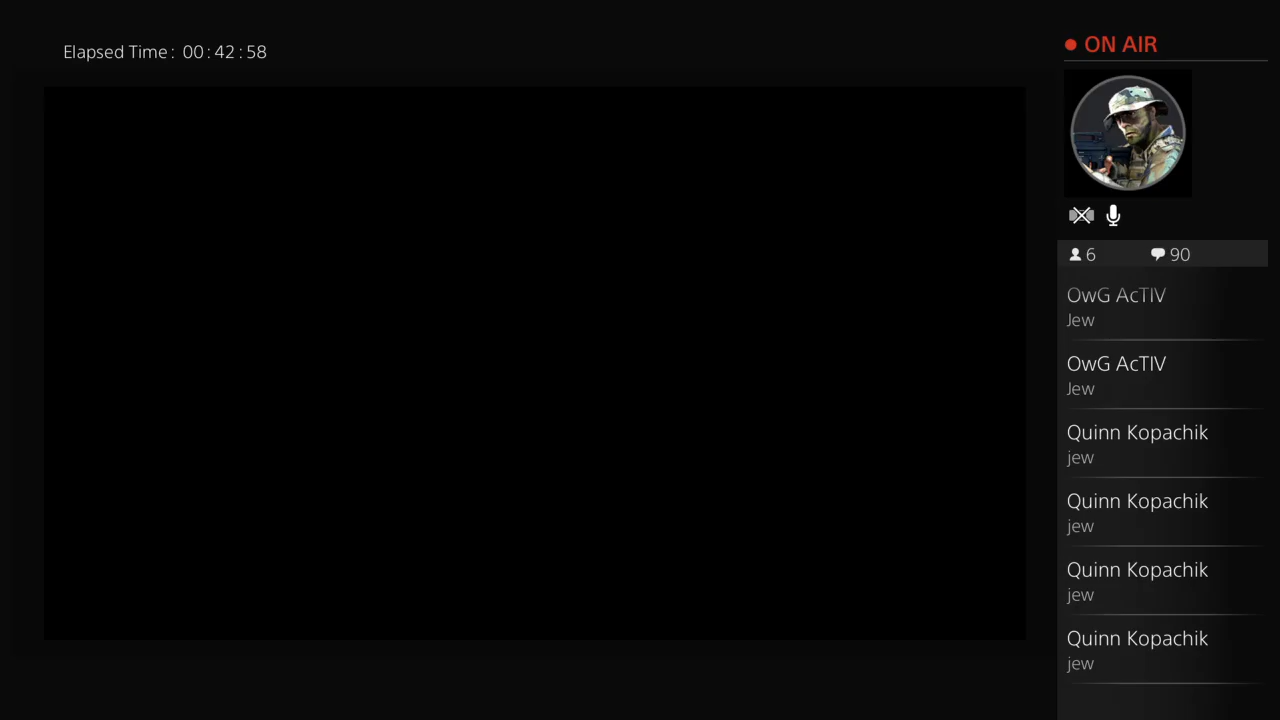 Elapsed Time: 00:42:58
ON AIR
6 90
OwG AcTIV
Jew
OwG AcTIV
Jew
Quinn Kopachik
jew
Quinn Kopachik
jew
Quinn Kopachik
jew
Quinn Kopachik
jew